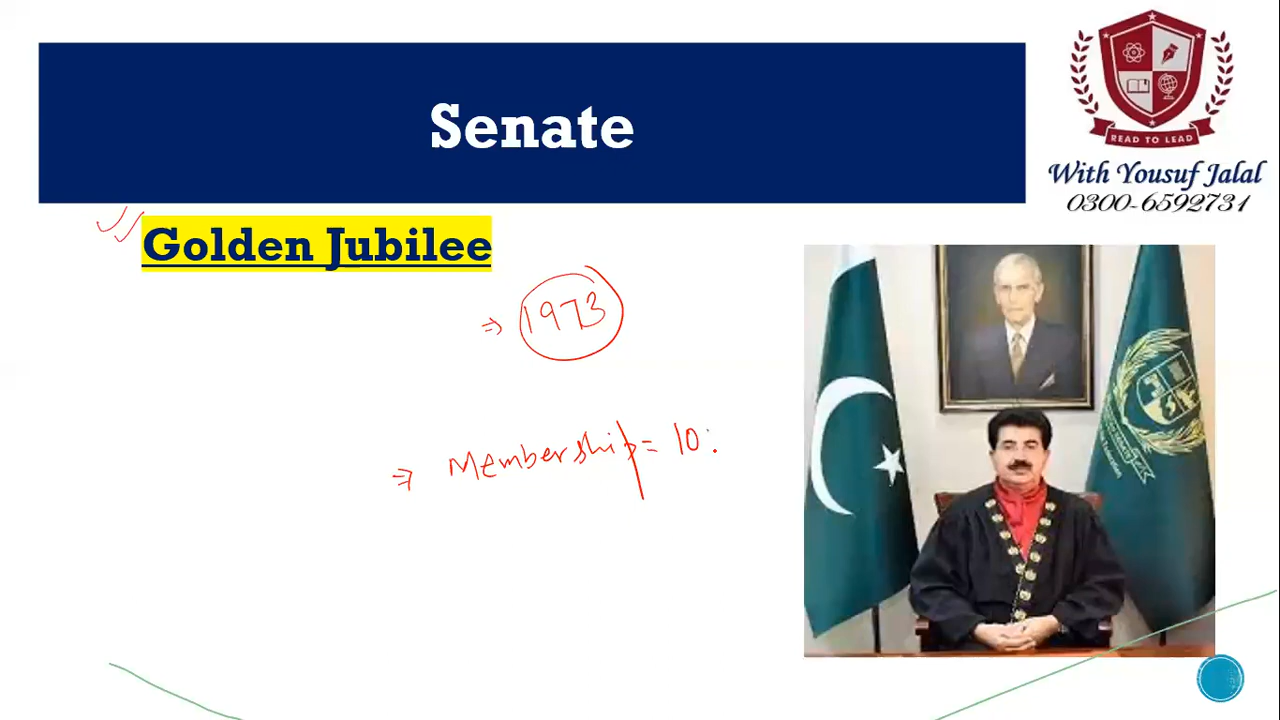 Senate
READ TO LEAD
With Yousuf Jalal
0300-6592731
Golden Jubilee
⇒ 1973
⇒ Membership = 10